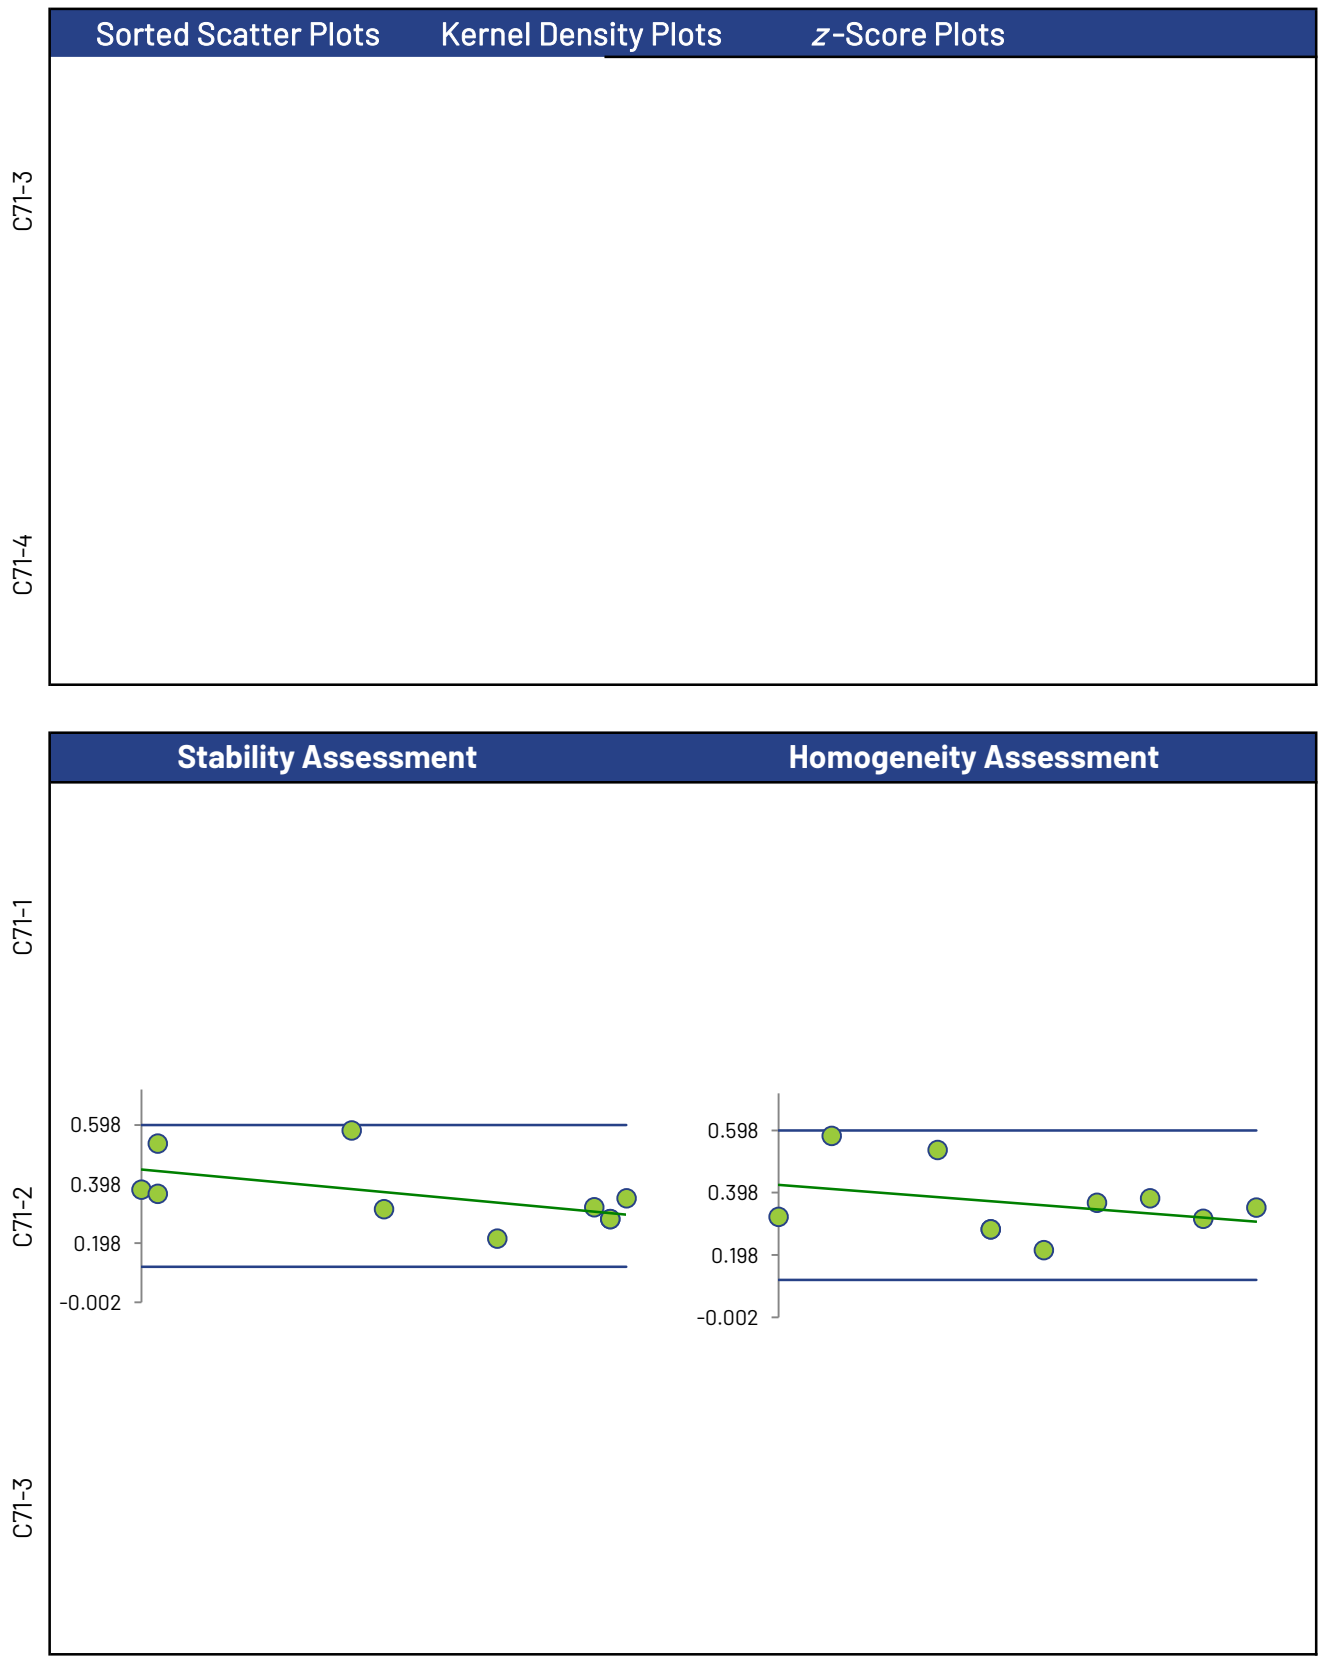 Sorted Scatter Plots Kernel Density Plots z-Score Plots
C71-3
C71-4
Stability Assessment Homogeneity Assessment
C71-1
C71-2
0.598
0.398
0.198
-0.002
0.598
0.398
0.198
-0.002
C71-3